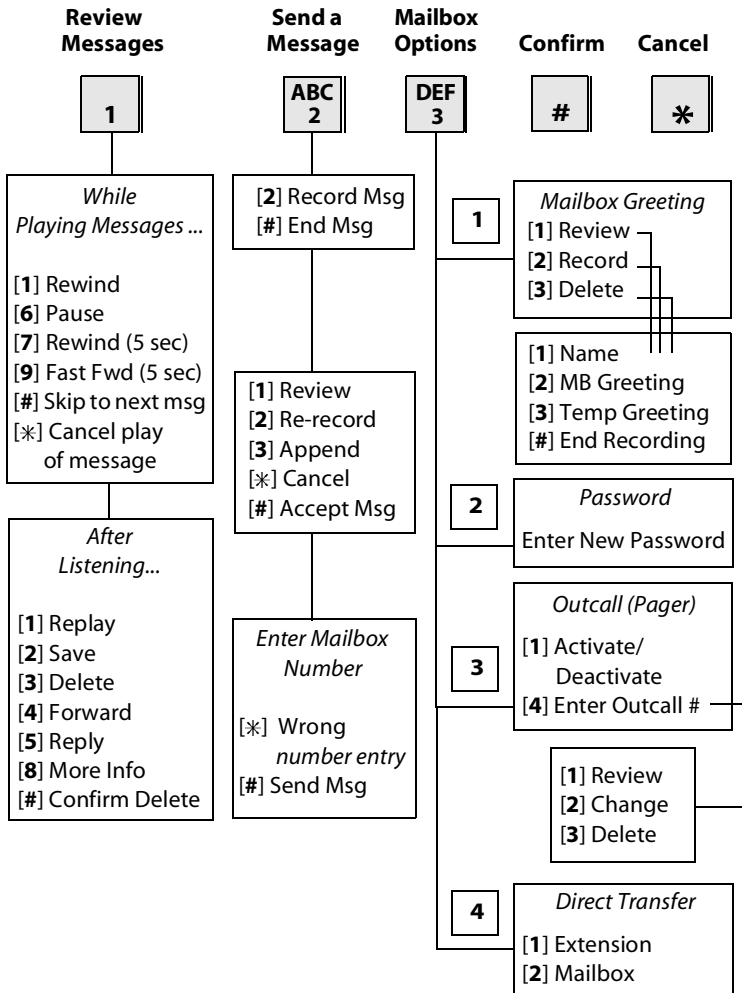 Review
Messages
Send a
Message
Mailbox
Options
Confirm
Cancel
1
ABC
2
DEF
3
#
*
While
Playing Messages ...
[1] Rewind
[6] Pause
[7] Rewind (5 sec)
[9] Fast Fwd (5 sec)
[#] Skip to next msg
[*] Cancel play
of message
After
Listening...
[1] Replay
[2] Save
[3] Delete
[4] Forward
[5] Reply
[8] More Info
[#] Confirm Delete
[2] Record Msg
[#] End Msg
[1] Review
[2] Re-record
[3] Append
[*] Cancel
[#] Accept Msg
Enter Mailbox
Number
[*] Wrong
number entry
[#] Send Msg
1
Mailbox Greeting
[1] Review
[2] Record
[3] Delete
[1] Name
[2] MB Greeting
[3] Temp Greeting
[#] End Recording
2
Password
Enter New Password
3
Outcall (Pager)
[1] Activate/
Deactivate
[4] Enter Outcall #
[1] Review
[2] Change
[3] Delete
4
Direct Transfer
[1] Extension
[2] Mailbox